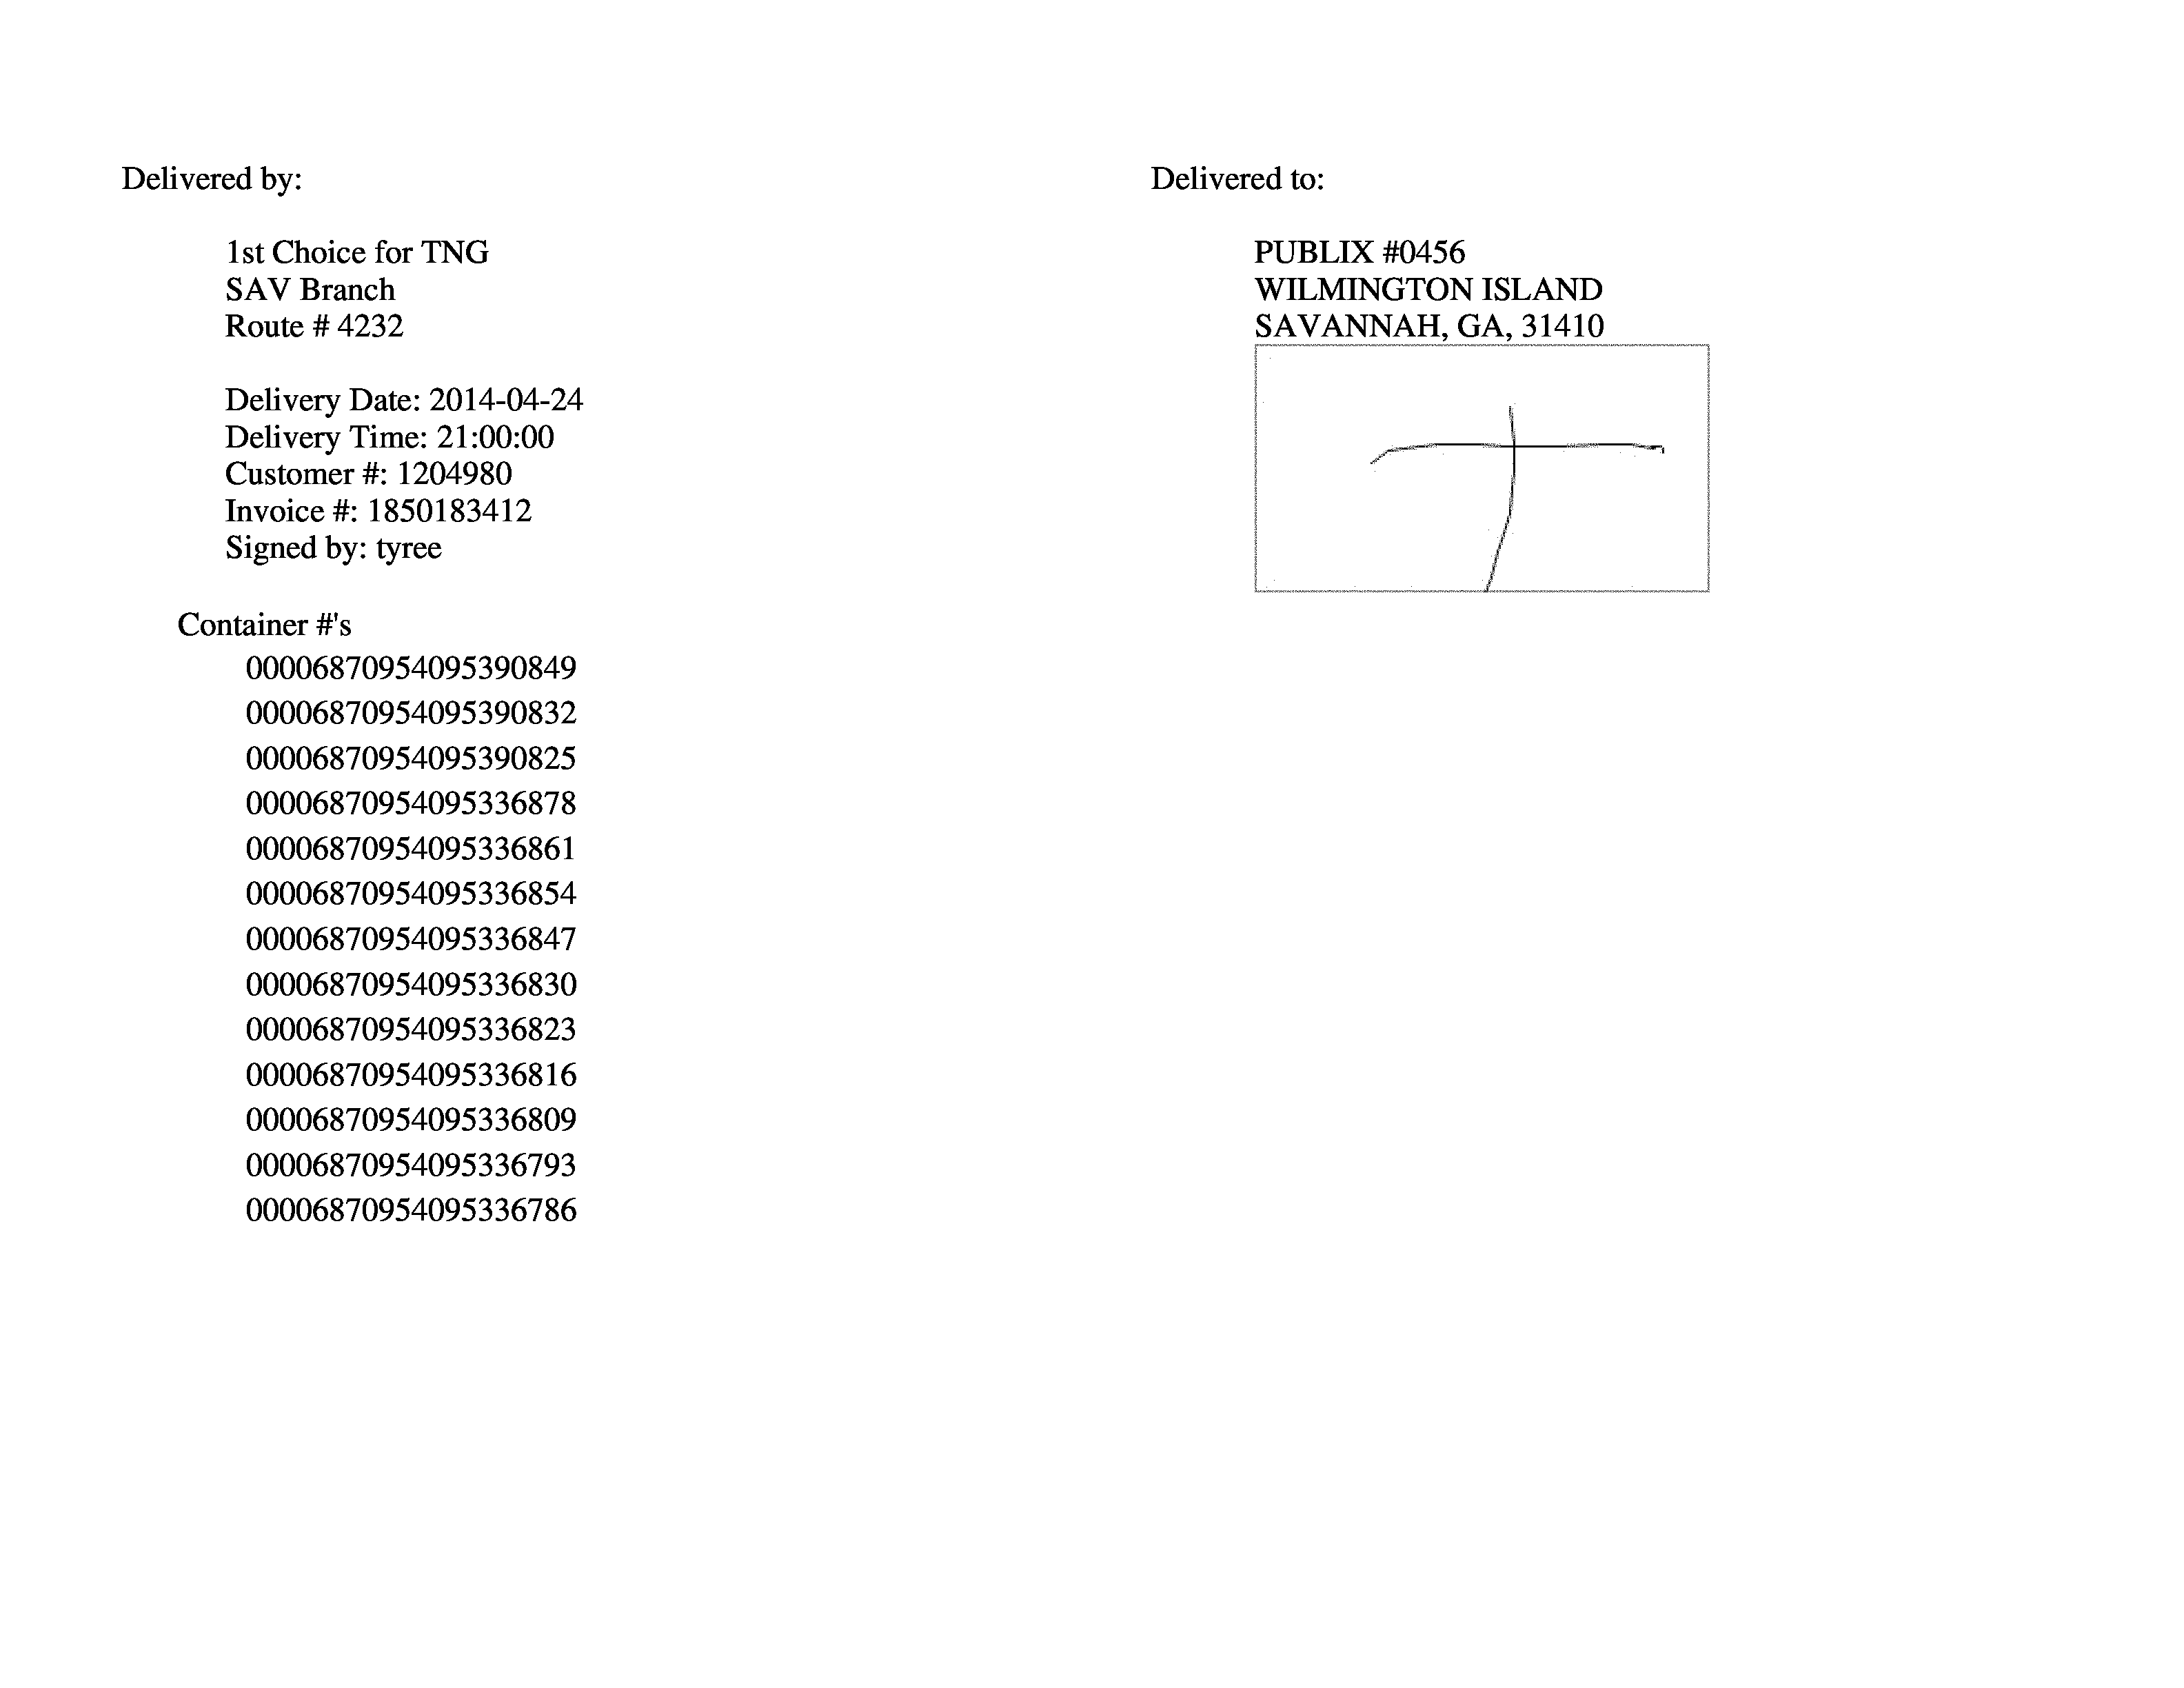 Delivered by:
1st Choice for TNG
SAV Branch
Route # 4232
Delivery Date: 2014-04-24
Delivery Time: 21:00:00
Customer #: 1204980
Invoice #: 1850183412
Signed by: tyree
Container #'s
00006870954095390849
00006870954095390832
00006870954095390825
00006870954095336878
00006870954095336861
00006870954095336854
00006870954095336847
00006870954095336830
00006870954095336823
00006870954095336816
00006870954095336809
00006870954095336793
00006870954095336786
Delivered to:
PUBLIX #0456
WILMINGTON ISLAND
SAVANNAH, GA, 31410